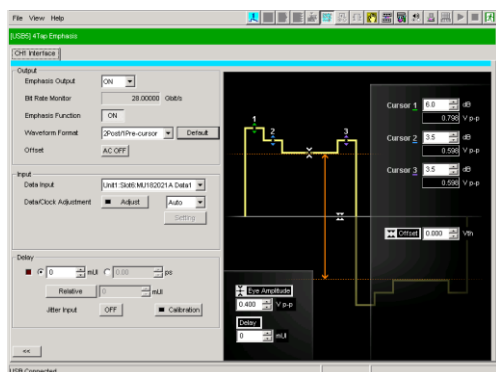 File View Help
[USB5] 4Tap Emphasis
CH1 Interface
Output
Emphasis Output ON
Bit Rate Monitor 28.00000 Gbit/s
Emphasis Function ON
Waveform Format 2Post/1Pre-cursor Default
Offset AC OFF
Input
Data Input Unit1:Slot6:MU182021A Data1
Data/Clock Adjustment Adjust Auto
Setting
Delay
0 mUI 0.00 ps
Relative 0 mUI
Jitter Input OFF Calibration
<<
1
2
3
Cursor 1 6.0 dB
0.798 V p-p
Cursor 2 3.5 dB
0.598 V p-p
Cursor 3 3.5 dB
0.598 V p-p
Offset 0.000 Vth
Eye Amplitude
0.400 V p-p
Delay
0 mUI
USB Connected